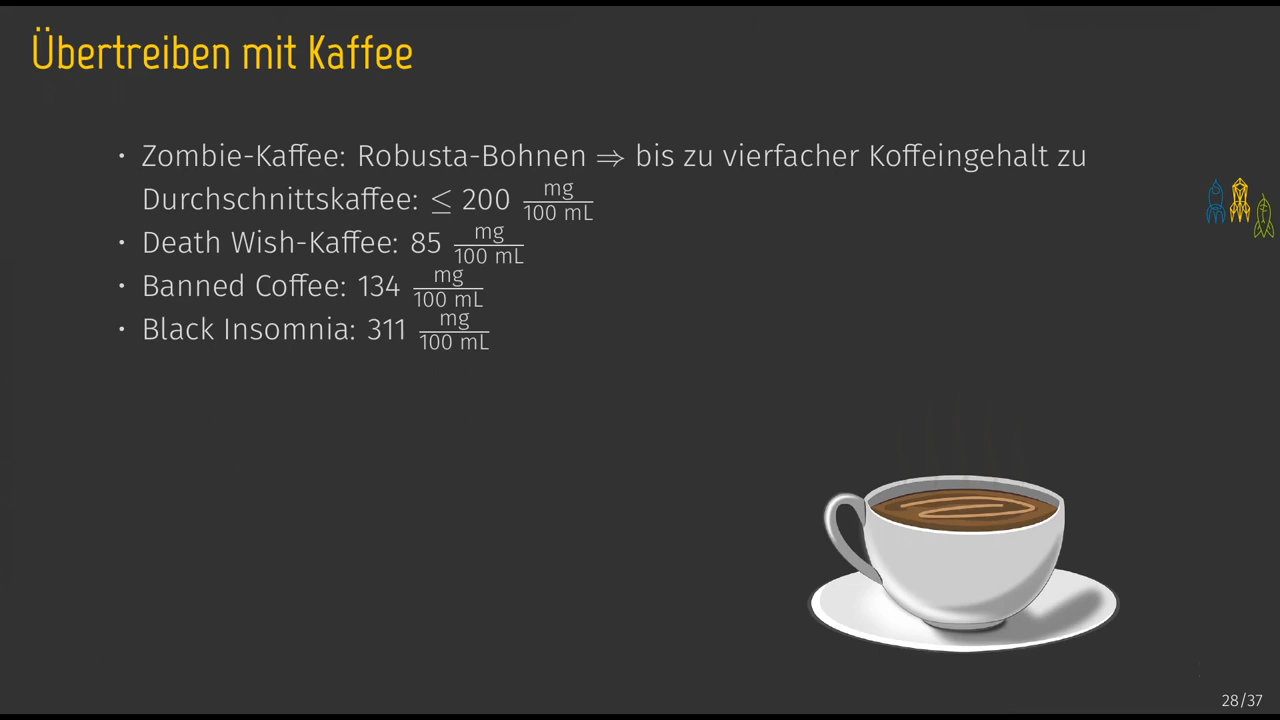 Übertreiben mit Kaffee
• Zombie-Kaffee: Robusta-Bohnen ⇒ bis zu vierfacher Koffeingehalt zu
Durchschnittskaffee: ≤ 200 mg/100 mL
• Death Wish-Kaffee: 85 mg/100 mL
• Banned Coffee: 134 mg/100 mL
• Black Insomnia: 311 mg/100 mL
28/37